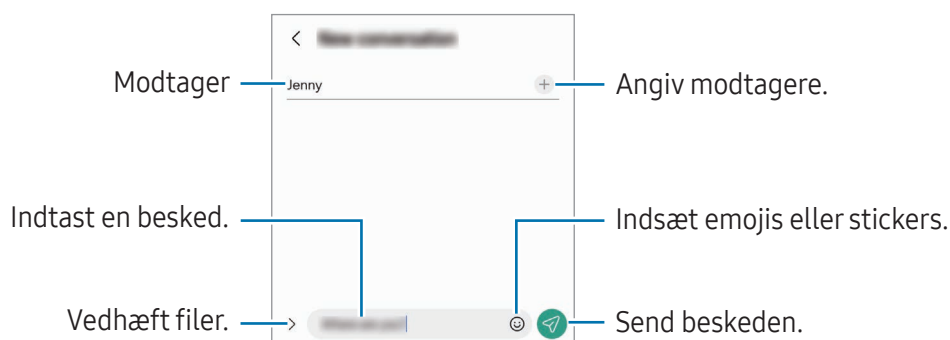 Modtager
Jenny
Angiv modtagere.
Indtast en besked.
Indsæt emojis eller stickers.
Vedhæft filer.
Send beskeden.